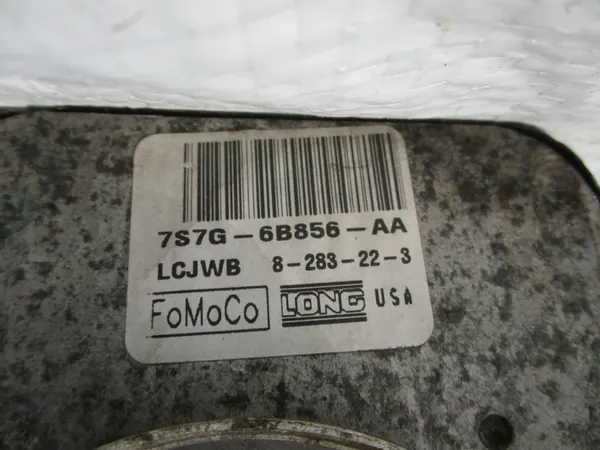 7S7G-6B856-AA
LCJWB 8-283-22-3
FoMoCo LONG USA